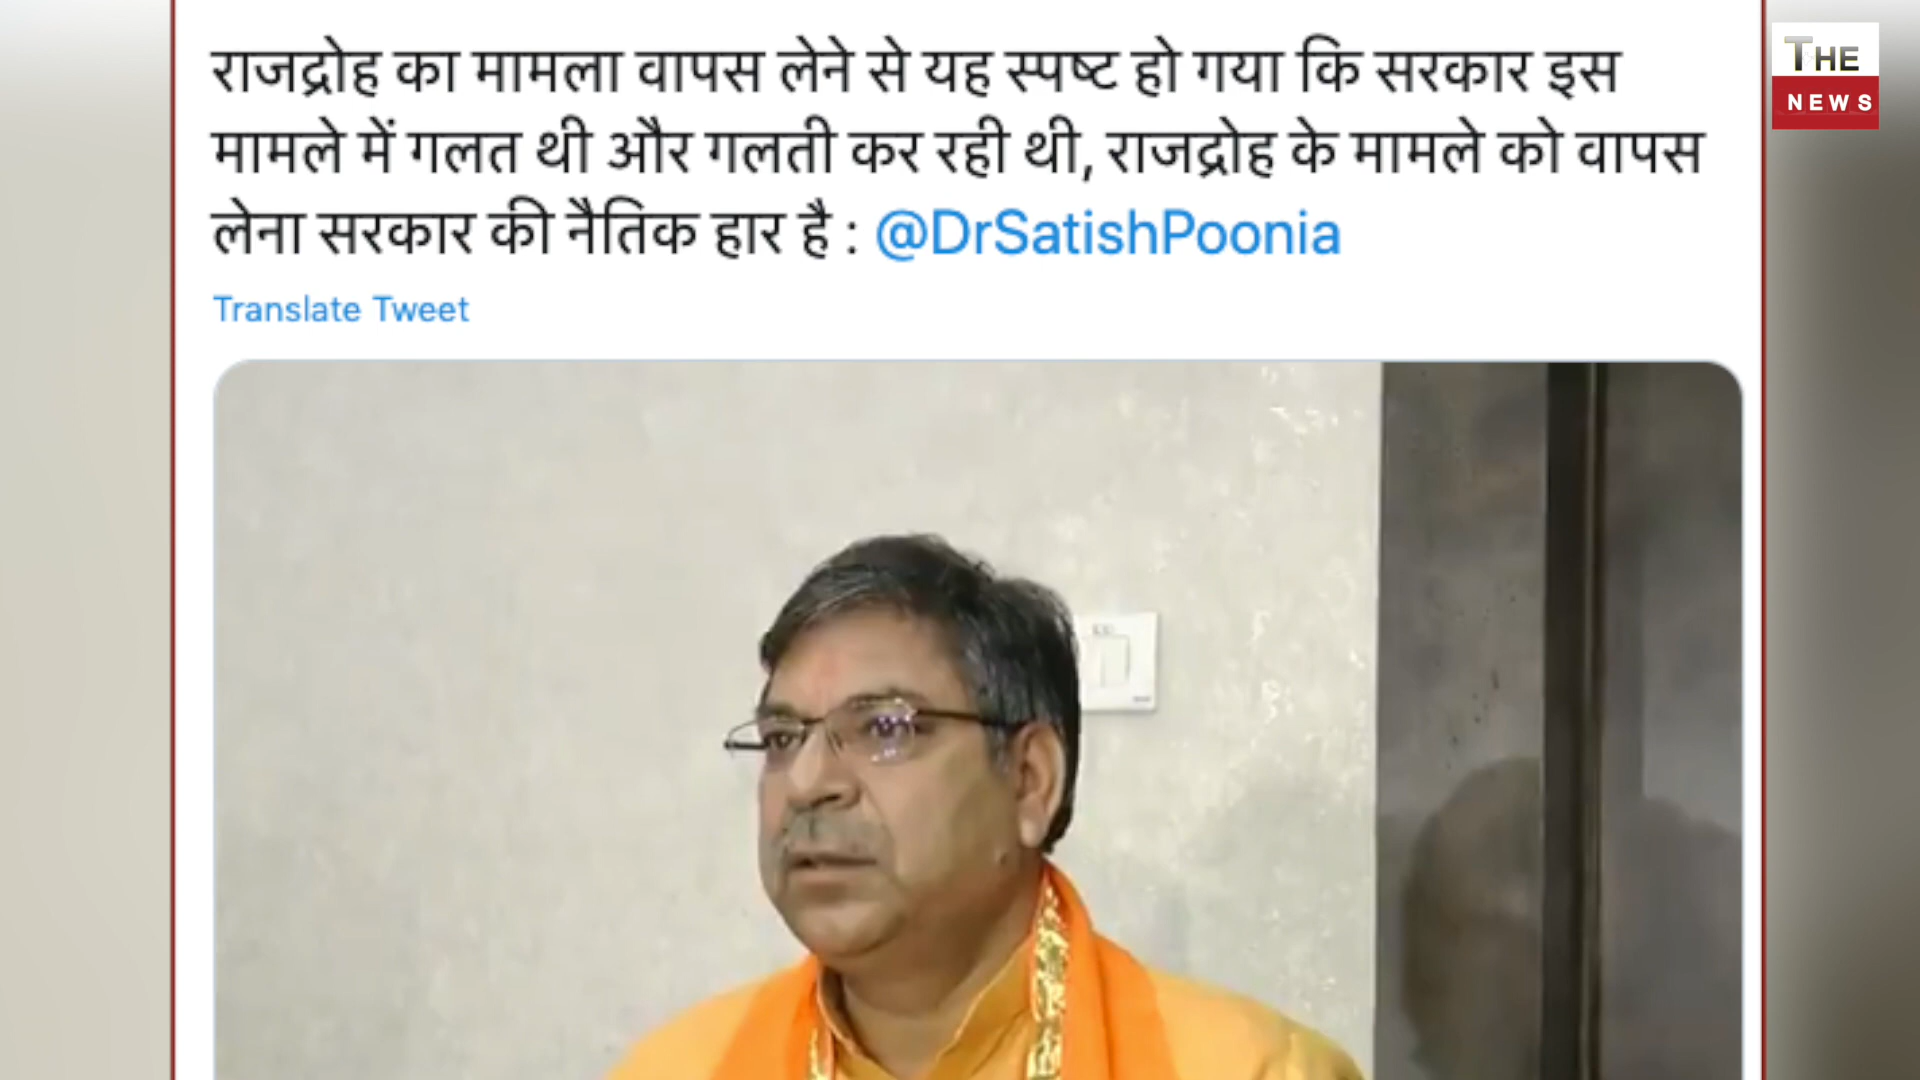 राजद्रोह का मामला वापस लेने से यह स्पष्ट हो गया कि सरकार इस
मामले में गलत थी और गलती कर रही थी, राजद्रोह के मामले को वापस
लेना सरकार की नैतिक हार है : @DrSatishPoonia
Translate Tweet
THE
NEWS